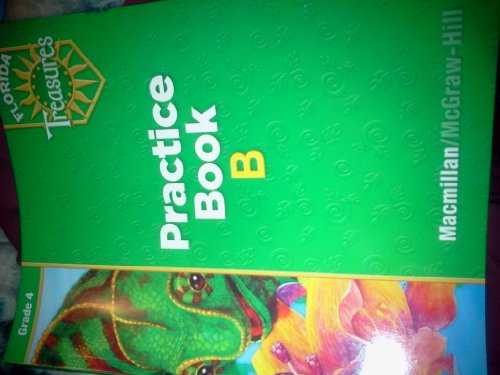 FLORIDA
Treasures
Practice
Book
B
Macmillan/McGraw-Hill
Grade 4